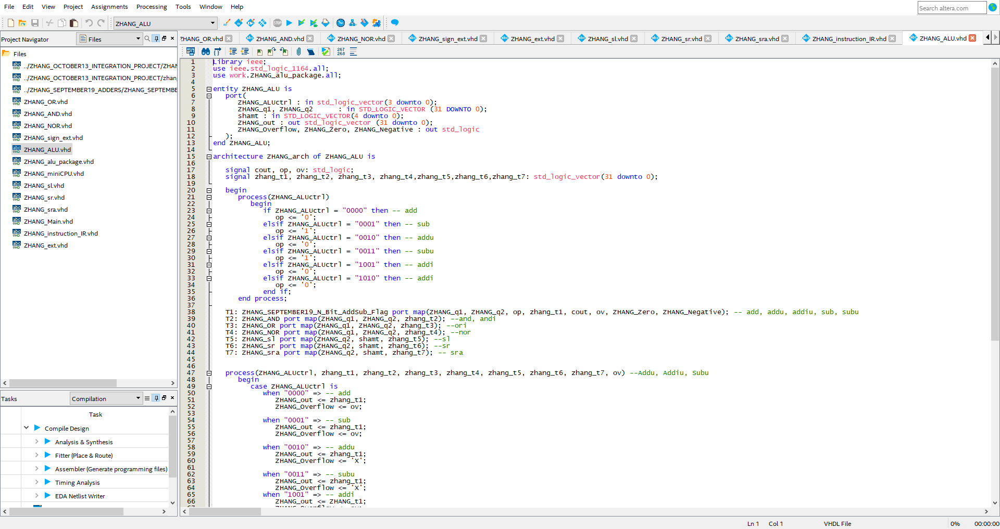 File Edit View Project Assignments Processing Tools Window Help
Search altera.com
ZHANG_ALU
STOP
Project Navigator
Files
ZHANG_OR.vhd
ZHANG_AND.vhd
ZHANG_NOR.vhd
ZHANG_sign_ext.vhd
ZHANG_ext.vhd
ZHANG_sl.vhd
ZHANG_sr.vhd
ZHANG_sra.vhd
ZHANG_instruction_IR.vhd
ZHANG_ALU.vhd
267
268
Files
../ZHANG_OCTOBER13_INTEGRATION_PROJECT/ZHAN
../ZHANG_OCTOBER13_INTEGRATION_PROJECT/zhang
../ZHANG_SEPTEMBER19_ADDERS/ZHANG_SEPTEMBE
ZHANG_OR.vhd
ZHANG_AND.vhd
ZHANG_NOR.vhd
ZHANG_sign_ext.vhd
ZHANG_ALU.vhd
ZHANG_alu_package.vhd
ZHANG_miniCPU.vhd
ZHANG_sl.vhd
ZHANG_sr.vhd
ZHANG_sra.vhd
ZHANG_Main.vhd
ZHANG_instruction_IR.vhd
ZHANG_ext.vhd
Tasks
Compilation
Task
Compile Design
Analysis & Synthesis
Fitter (Place & Route)
Assembler (Generate programming files)
Timing Analysis
EDA Netlist Writer
1 Library ieee;
2 use ieee.std_logic_1164.all;
3 use work.ZHANG_alu_package.all;
4
5 entity ZHANG_ALU is
6 port(
7 ZHANG_ALUctrl : in std_logic_vector(3 downto 0);
8 ZHANG_q1, ZHANG_q2 : in STD_LOGIC_VECTOR (31 DOWNTO 0);
9 shamt : in STD_LOGIC_VECTOR(4 downto 0);
10 ZHANG_out : out std_logic_vector (31 downto 0);
11 ZHANG_Overflow, ZHANG_Zero, ZHANG_Negative : out std_logic
12 );
13 end ZHANG_ALU;
14
15 architecture ZHANG_arch of ZHANG_ALU is
16
17 signal cout, op, ov: std_logic;
18 signal zhang_t1, zhang_t2, zhang_t3, zhang_t4,zhang_t5,zhang_t6,zhang_t7: std_logic_vector(31 downto 0);
19
20 begin
21 process(ZHANG_ALUctrl)
22 begin
23 if ZHANG_ALUctrl = "0000" then -- add
24 op <= '0';
25 elsif ZHANG_ALUctrl = "0001" then -- sub
26 op <= '1';
27 elsif ZHANG_ALUctrl = "0010" then -- addu
28 op <= '0';
29 elsif ZHANG_ALUctrl = "0011" then -- subu
30 op <= '1';
31 elsif ZHANG_ALUctrl = "1001" then -- addi
32 op <= '0';
33 elsif ZHANG_ALUctrl = "1010" then -- addi
34 op <= '0';
35 end if;
36 end process;
37
38 T1: ZHANG_SEPTEMBER19_N_Bit_AddSub_Flag port map(ZHANG_q1, ZHANG_q2, op, zhang_t1, cout, ov, ZHANG_Zero, ZHANG_Negative); -- add, addu, addiu, sub, subu
39 T2: ZHANG_AND port map(ZHANG_q1, ZHANG_q2, zhang_t2); --and, andi
40 T3: ZHANG_OR port map(ZHANG_q1, ZHANG_q2, zhang_t3); --ori
41 T4: ZHANG_NOR port map(ZHANG_q1, ZHANG_q2, zhang_t4); --nor
42 T5: ZHANG_sl port map(ZHANG_q2, shamt, zhang_t5); --sl
43 T6: ZHANG_sr port map(ZHANG_q2, shamt, zhang_t6); --sr
44 T7: ZHANG_sra port map(ZHANG_q2, shamt, zhang_t7); -- sra
45
46
47 process(ZHANG_ALUctrl, zhang_t1, zhang_t2, zhang_t3, zhang_t4, zhang_t5, zhang_t6, zhang_t7, ov) --Addu, Addiu, Subu
48 begin
49 case ZHANG_ALUctrl is
50 when "0000" => -- add
51 ZHANG_out <= zhang_t1;
52 ZHANG_Overflow <= ov;
53
54 when "0001" => -- sub
55 ZHANG_out <= zhang_t1;
56 ZHANG_Overflow <= ov;
57
58 when "0010" => -- addu
59 ZHANG_out <= zhang_t1;
60 ZHANG_Overflow <= 'X';
61
62 when "0011" => -- subu
63 ZHANG_out <= zhang_t1;
64 ZHANG_Overflow <= 'X';
65 when "1001" => -- addi
66 ZHANG_out <= ZHANG_t1;
Ln 1 Col 1 VHDL File 0% 00:00:00